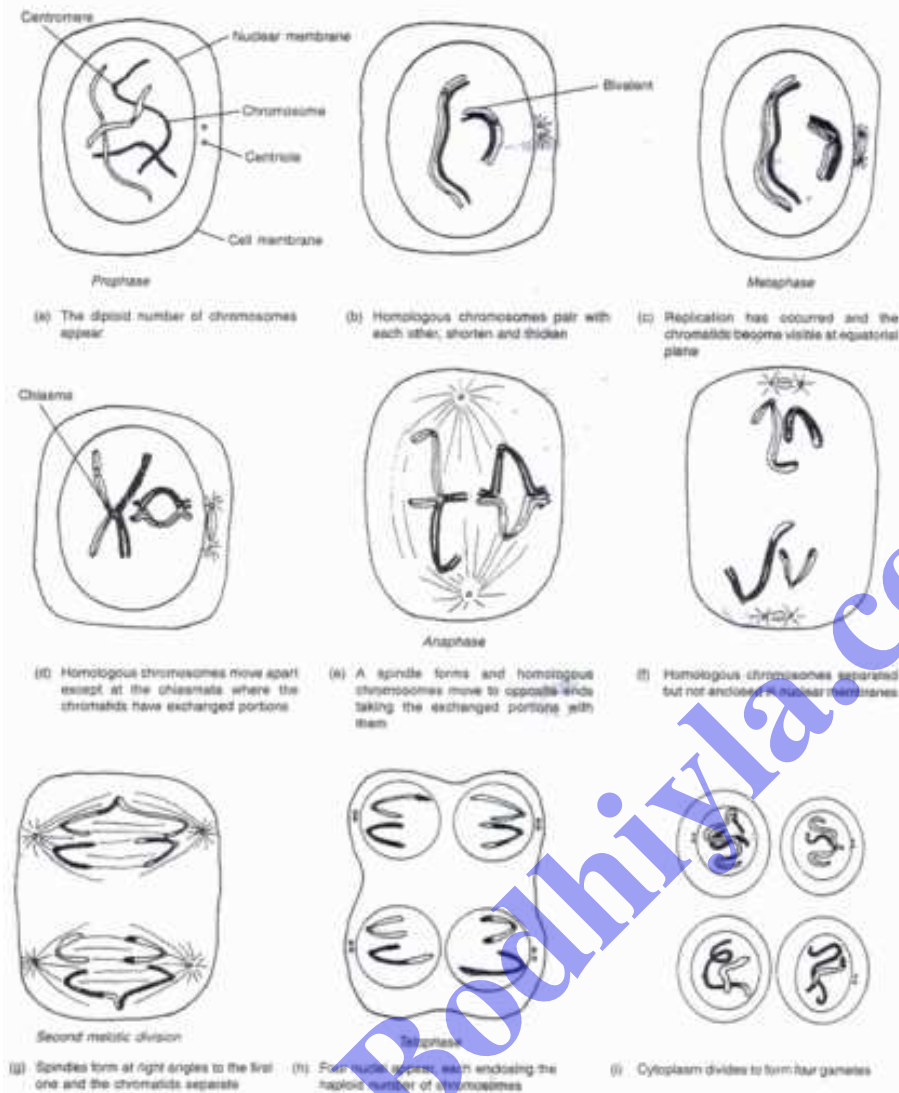 Centromere
Nuclear membrane
Chromosome
Centriole
Cell membrane
Bivalent
Prophase
Metaphase
(a) The diploid number of chromosomes
appear
(b) Homologous chromosomes pair with
each other, shorten and thicken
(c) Replication has occurred and the
chromatids become visible at equatorial
plane
Chiasma
Anaphase
(d) Homologous chromosomes move apart
except at the chiasmata where the
chromatids have exchanged portions
(e) A spindle forms and homologous
chromosomes move to opposite ends
taking the exchanged portions with
them
(f) Homologous chromosomes separated
but not enclosed in nuclear membranes
Second meiotic division
Telophase
(g) Spindles form at right angles to the first
one and the chromatids separate
(h) Four nuclei appear, each enclosing the
haploid number of chromosomes
(i) Cytoplasm divides to form four gametes
Bodhiyla.co